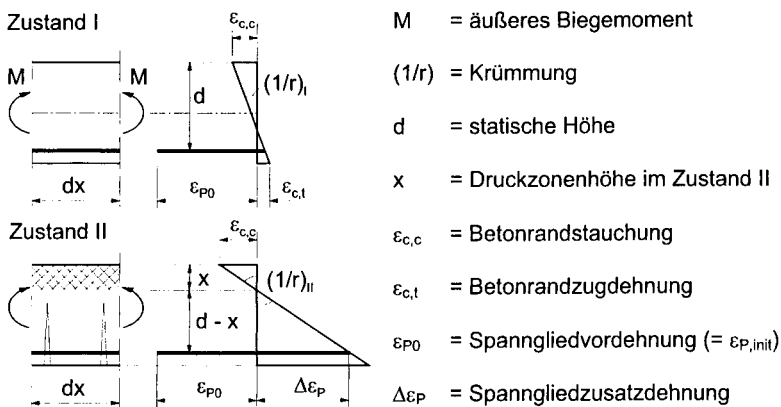 Zustand I
ε_c,c
M
M
d
(1/r)_I
dx
ε_P0
ε_c,t
Zustand II
ε_c,c
x
(1/r)_II
d - x
dx
ε_P0
Δε_P
M = äußeres Biegemoment
(1/r) = Krümmung
d = statische Höhe
x = Druckzonenhöhe im Zustand II
ε_c,c = Betonrandstauchung
ε_c,t = Betonrandzugdehnung
ε_P0 = Spanngliedvordehnung (= ε_P,init)
Δε_P = Spanngliedzusatzdehnung